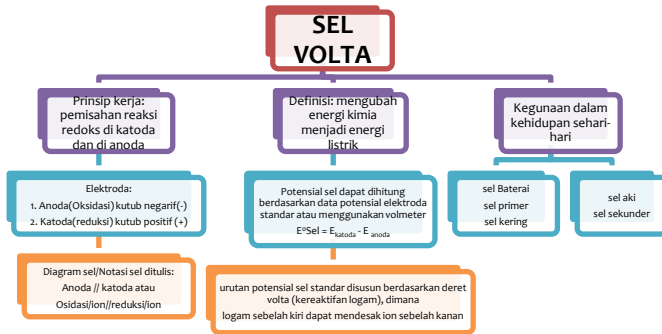 SEL
VOLTA
Prinsip kerja:
pemisahan reaksi
redoks di katoda
dan di anoda
Definisi: mengubah
energi kimia
menjadi energi
listrik
Kegunaan dalam
kehidupan sehari-
hari
Elektroda:
1. Anoda(Oksidasi) kutub negarif(-)
2. Katoda(reduksi) kutub positif (+)
Potensial sel dapat dihitung
berdasarkan data potensial elektroda
standar atau menggunakan volmeter
E°Sel = E katoda - E anoda
sel Baterai
sel primer
sel kering
sel aki
sel sekunder
Diagram sel/Notasi sel ditulis:
Anoda // katoda atau
Osidasi/ion//reduksi/ion
urutan potensial sel standar disusun berdasarkan deret
volta (kereaktifan logam), dimana
logam sebelah kiri dapat mendesak ion sebelah kanan